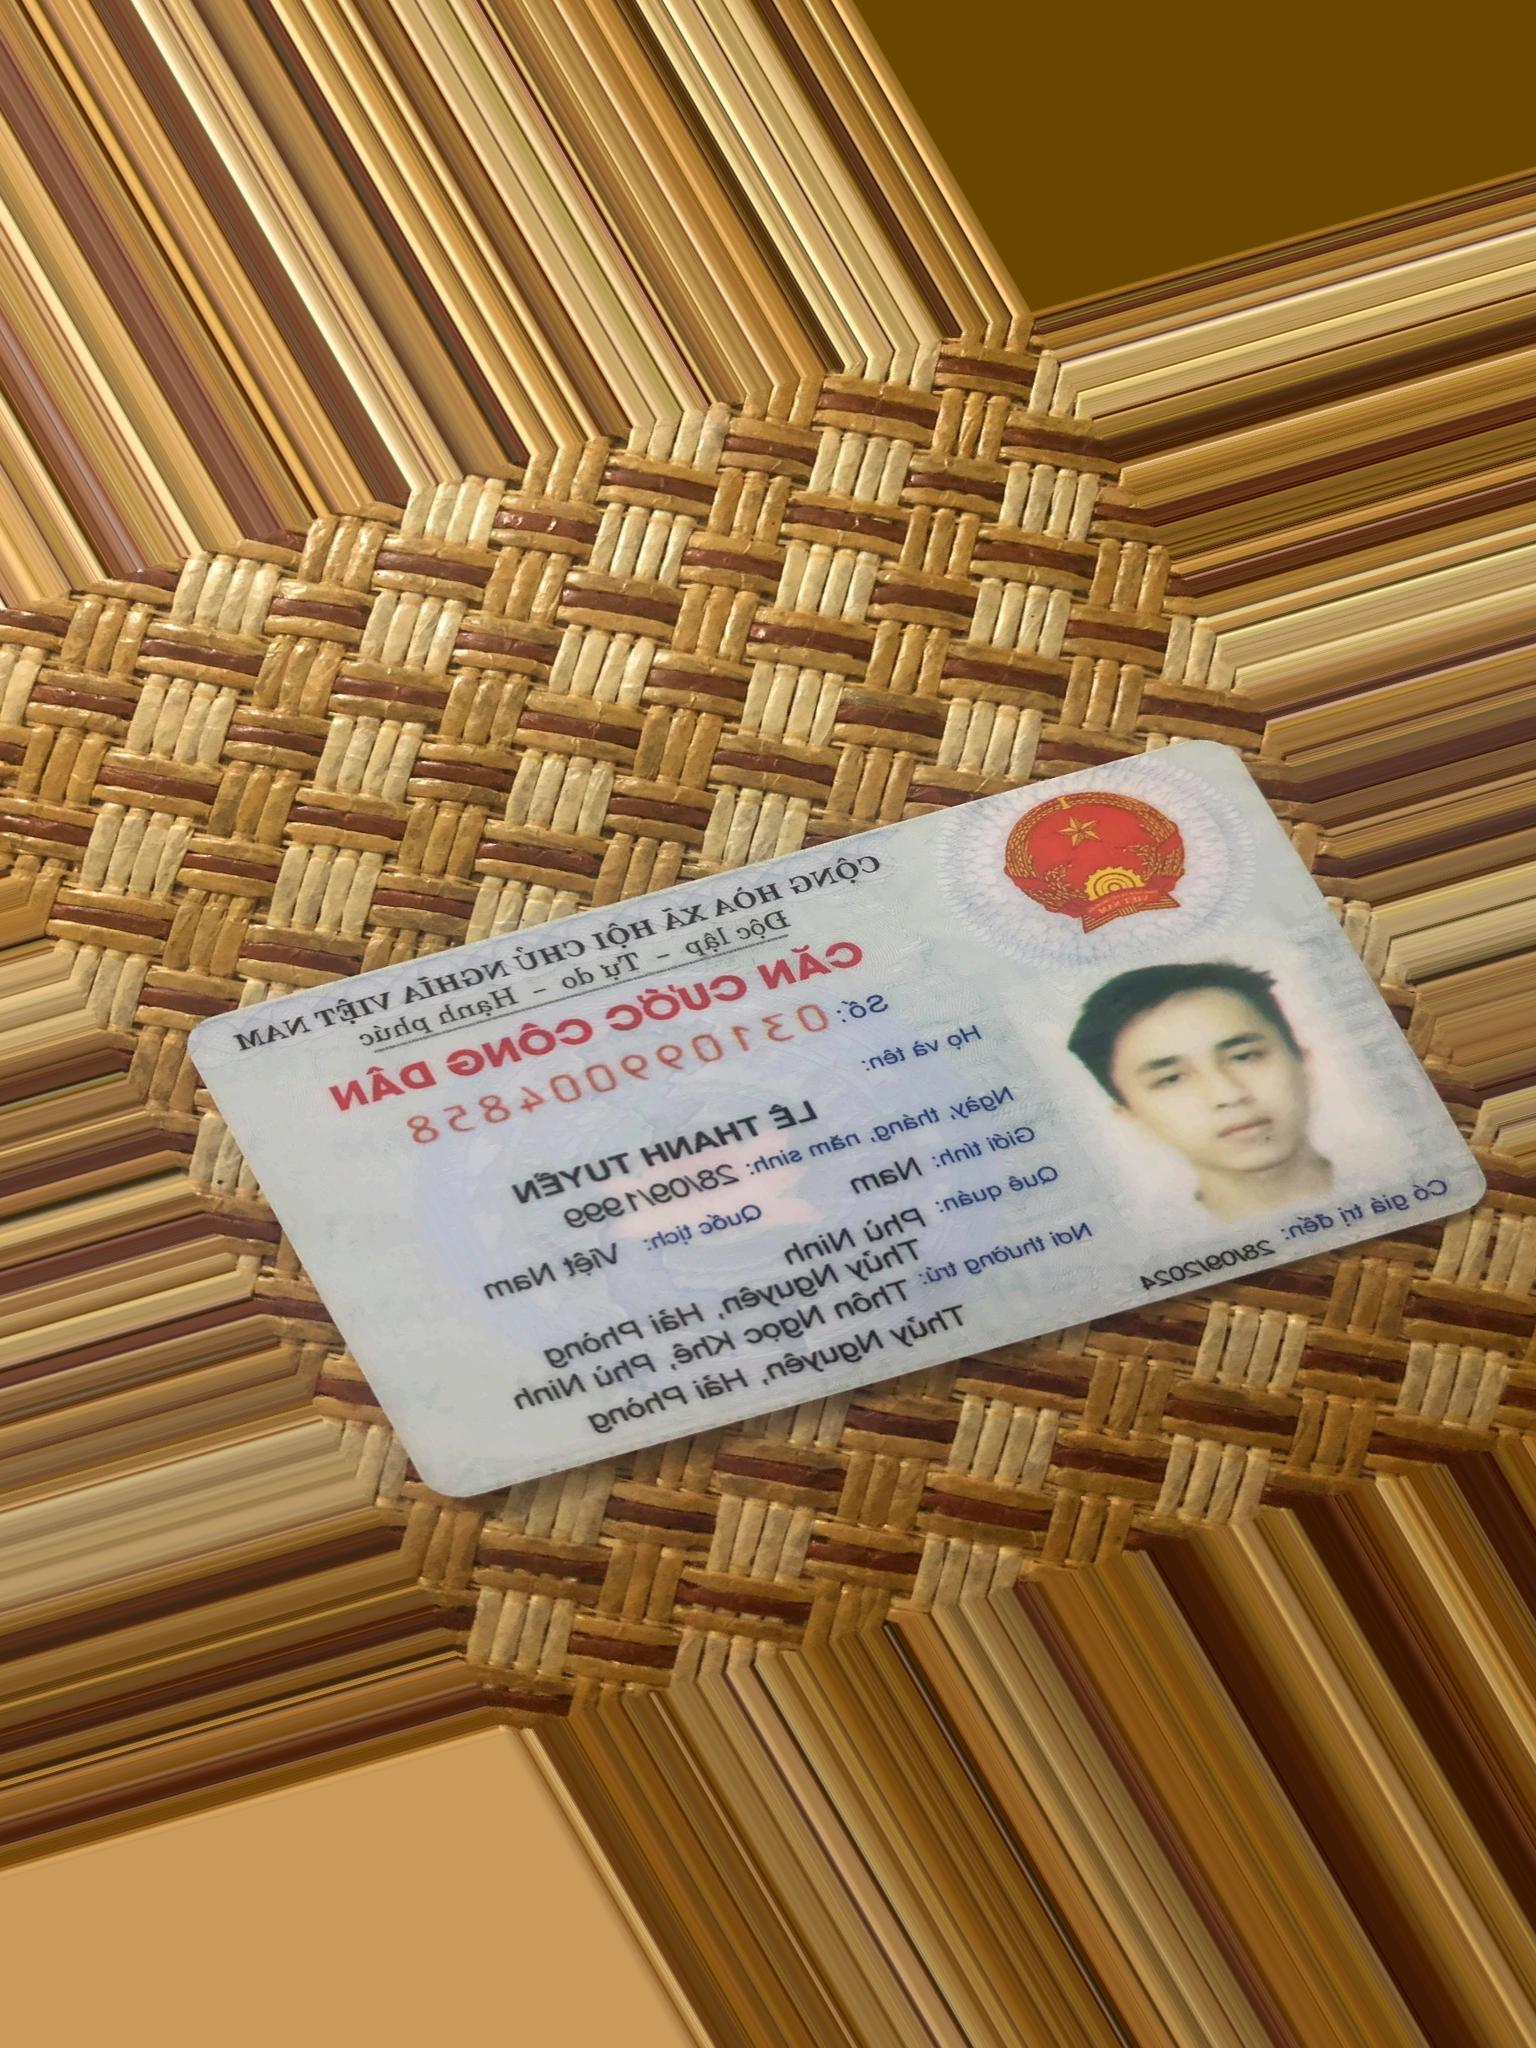 CỘNG HÒA XÃ HỘI CHỦ NGHĨA VIỆT NAM
Độc lập - Tự do - Hạnh phúc
CĂN CƯỚC CÔNG DÂN
Số: 031099004858
Họ và tên:
LÊ THANH TUYỀN
Ngày, tháng, năm sinh: 28/09/1999
Giới tính: Nam Quốc tịch: Việt Nam
Quê quán: Phù Ninh
Thủy Nguyên, Hải Phòng
Nơi thường trú: Thôn Ngọc Khê, Phù Ninh
Thủy Nguyên, Hải Phòng
Có giá trị đến: 28/09/2024
VIỆT NAM